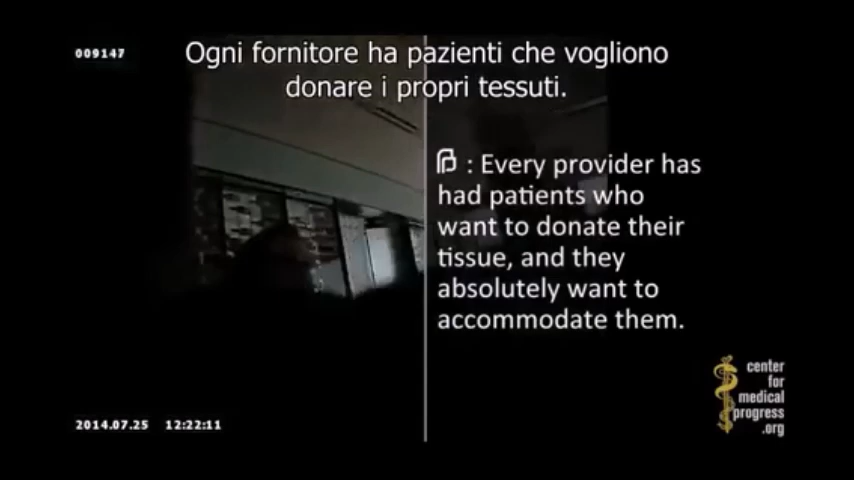 009147
Ogni fornitore ha pazienti che vogliono
donare i propri tessuti.
: Every provider has
had patients who
want to donate their
tissue, and they
absolutely want to
accommodate them.
center
for
medical
progress
.org
2014.07.25 12:22:11